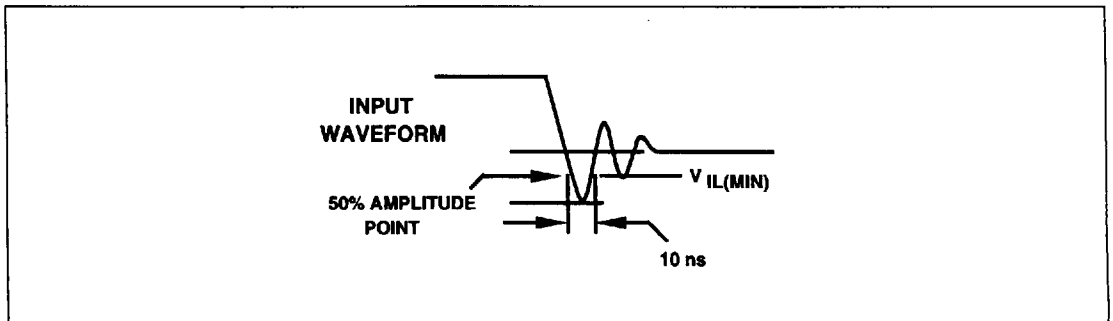 INPUT
WAVEFORM
V IL(MIN)
50% AMPLITUDE
POINT
10 ns